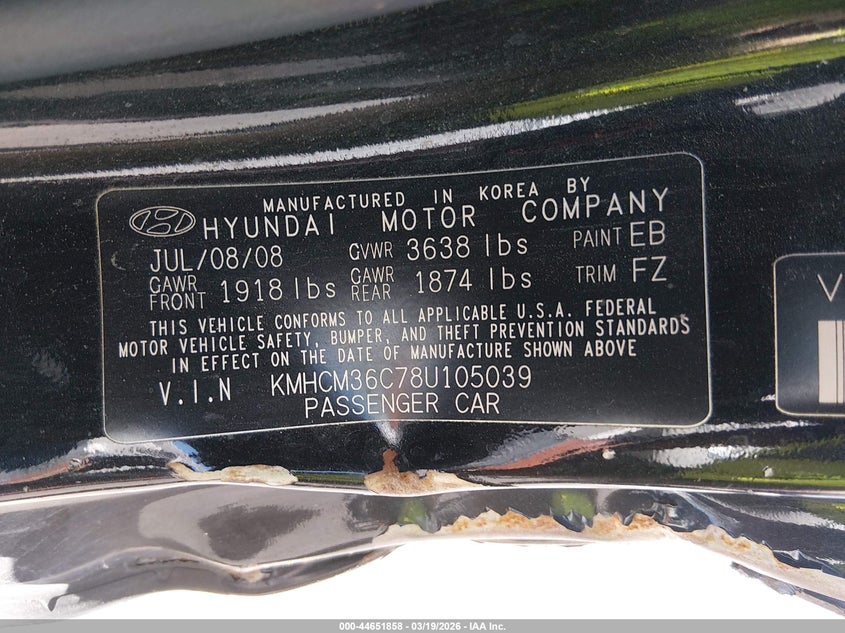 MANUFACTURED IN KOREA BY
HYUNDAI MOTOR COMPANY
JUL/08/08 GVWR 3638 lbs PAINT EB
GAWR FRONT 1918 lbs GAWR REAR 1874 lbs TRIM FZ
THIS VEHICLE CONFORMS TO ALL APPLICABLE U.S.A. FEDERAL
MOTOR VEHICLE SAFETY, BUMPER, AND THEFT PREVENTION STANDARDS
IN EFFECT ON THE DATE OF MANUFACTURE SHOWN ABOVE
V.I.N KMHCM36C78U105039
PASSENGER CAR
V
000-44651858 - 03/19/2026 - IAA Inc.